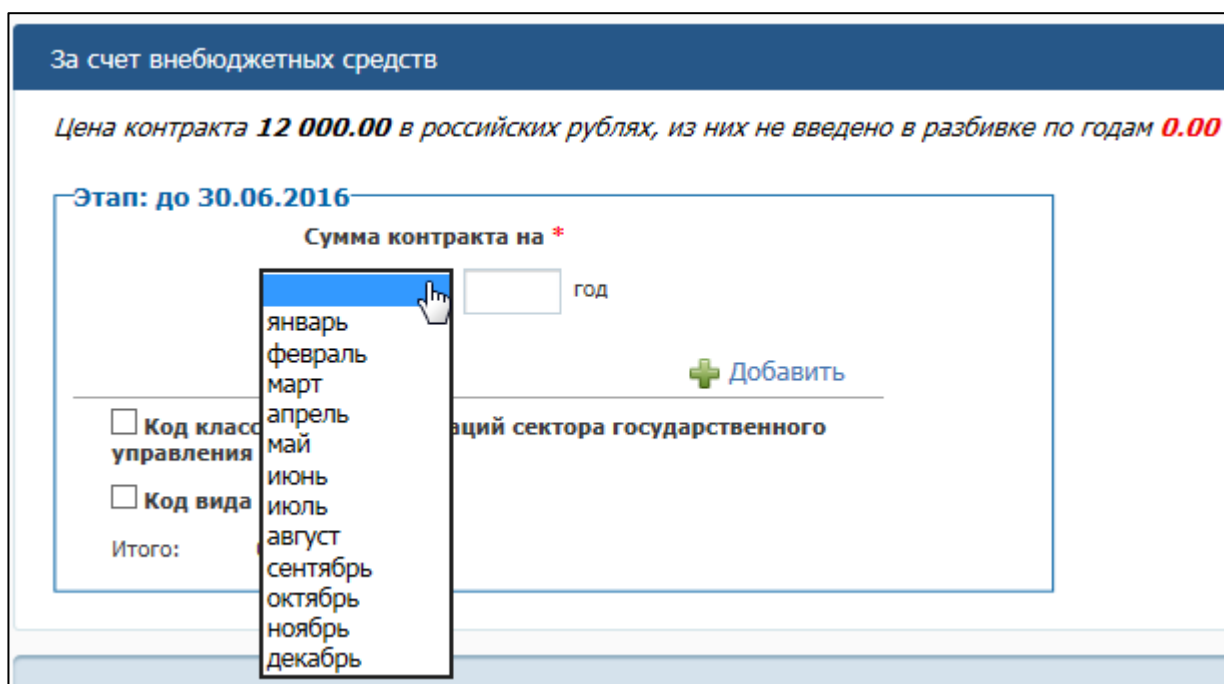 За счет внебюджетных средств
Цена контракта 12 000.00 в российских рублях, из них не введено в разбивке по годам 0.00
Этап: до 30.06.2016
Сумма контракта на *
год
январь
февраль
март
апрель
май
июнь
июль
август
сентябрь
октябрь
ноябрь
декабрь
Добавить
Код сектора государственного
управления
Код вида
Итого: